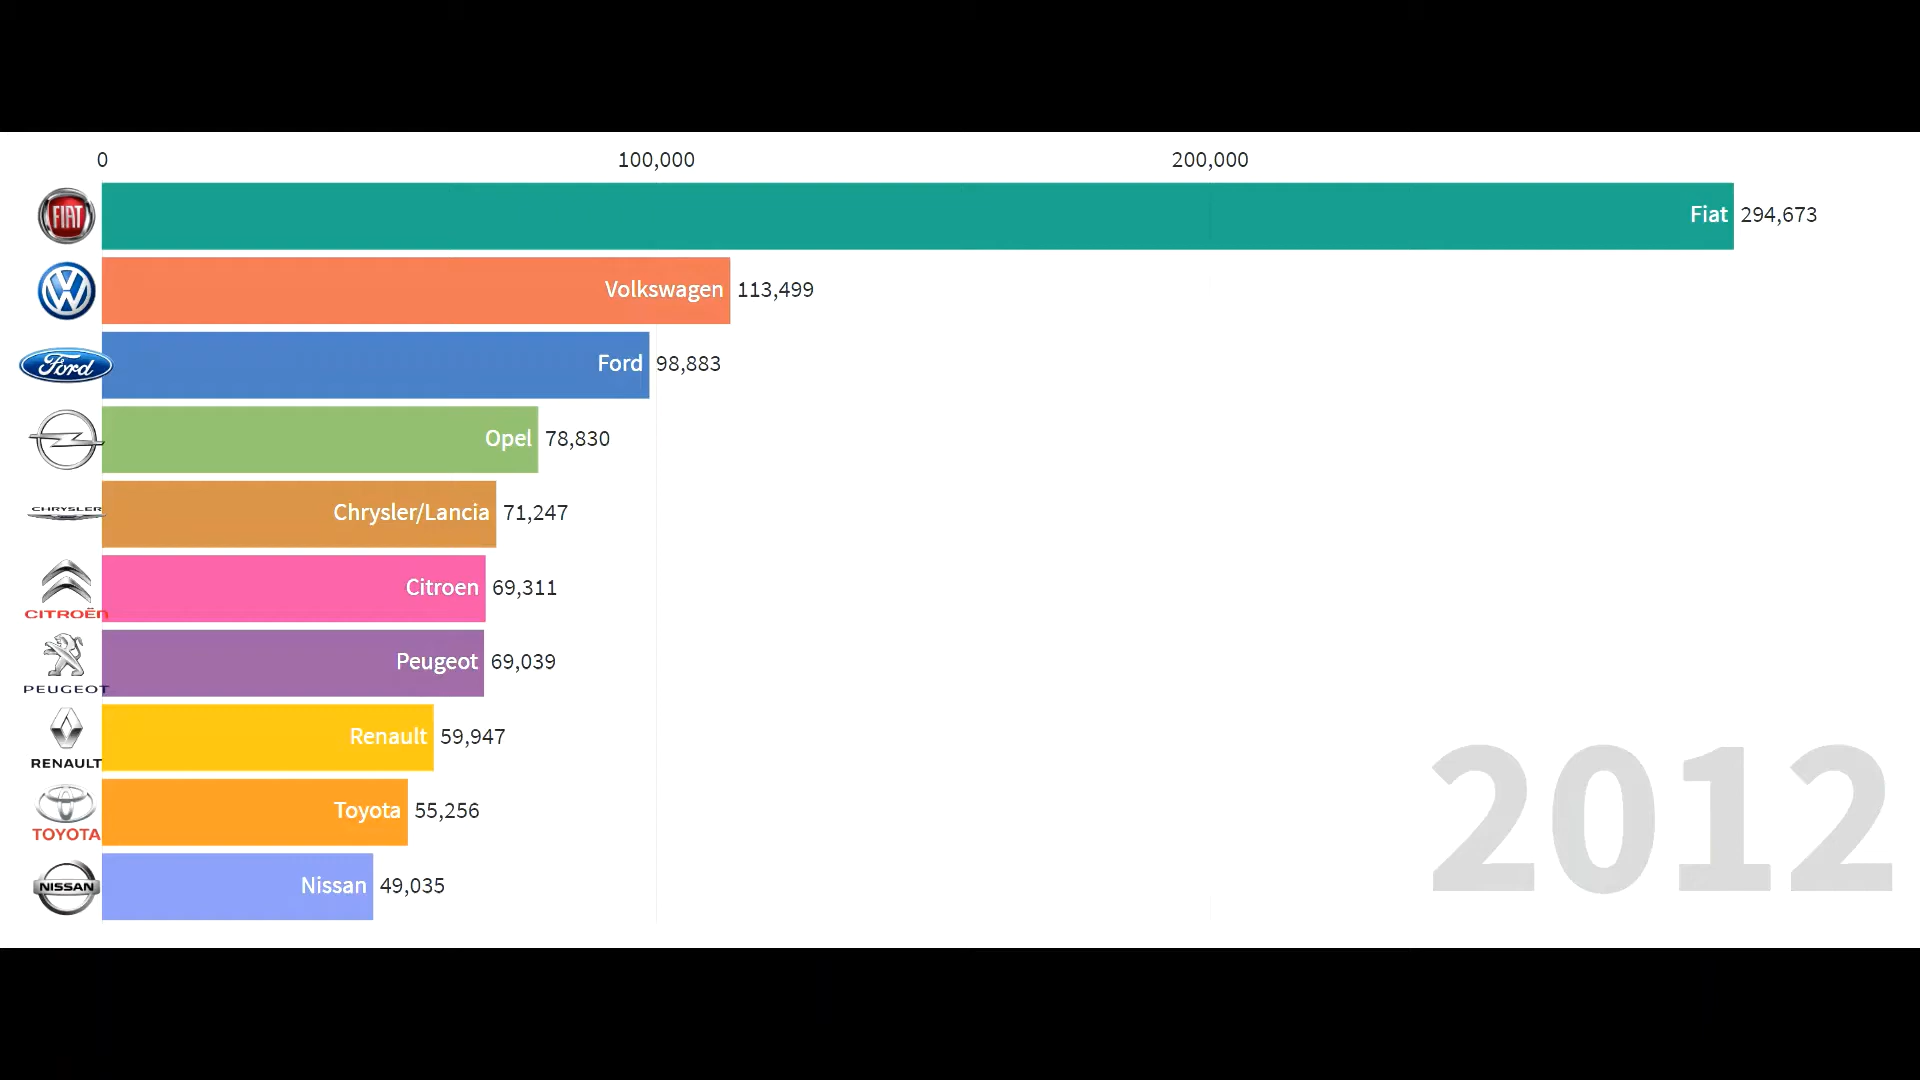 0 100,000 200,000
FIAT Fiat 294,673
Volkswagen 113,499
Ford Ford 98,883
Opel 78,830
CHRYSLER Chrysler/Lancia 71,247
Citroen 69,311
CITROËN
Peugeot 69,039
PEUGEOT
Renault 59,947
RENAULT
Toyota 55,256
TOYOTA
NISSAN Nissan 49,035
2012